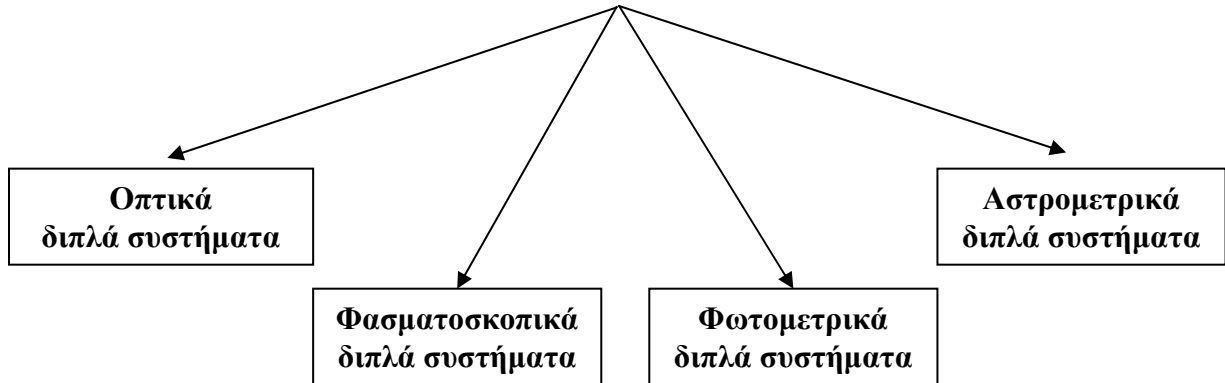 Οπτικά
διπλά συστήματα
Αστρομετρικά
διπλά συστήματα
Φασματοσκοπικά
διπλά συστήματα
Φωτομετρικά
διπλά συστήματα